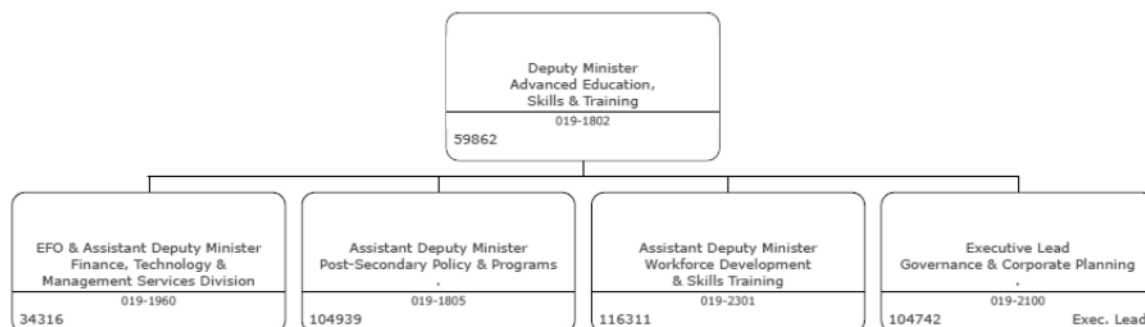 Deputy Minister
Advanced Education,
Skills & Training
019-1802
59862
EFO & Assistant Deputy Minister
Finance, Technology &
Management Services Division
019-1960
34316
Assistant Deputy Minister
Post-Secondary Policy & Programs
.
019-1805
104939
Assistant Deputy Minister
Workforce Development
& Skills Training
019-2301
116311
Executive Lead
Governance & Corporate Planning
.
019-2100
104742 Exec. Lead